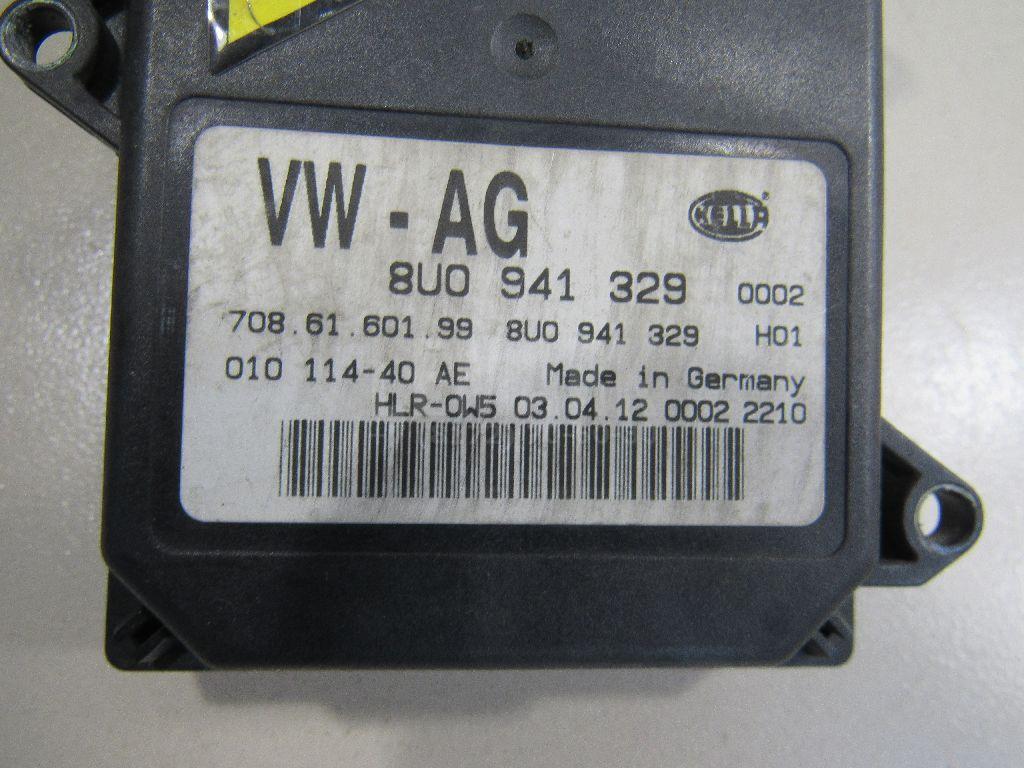 VW - AG
HELLA
®
8U0 941 329 0002
708.61.601.99 8U0 941 329 H01
010 114-40 AE Made in Germany
HLR-0W5 03.04.12 0002 2210